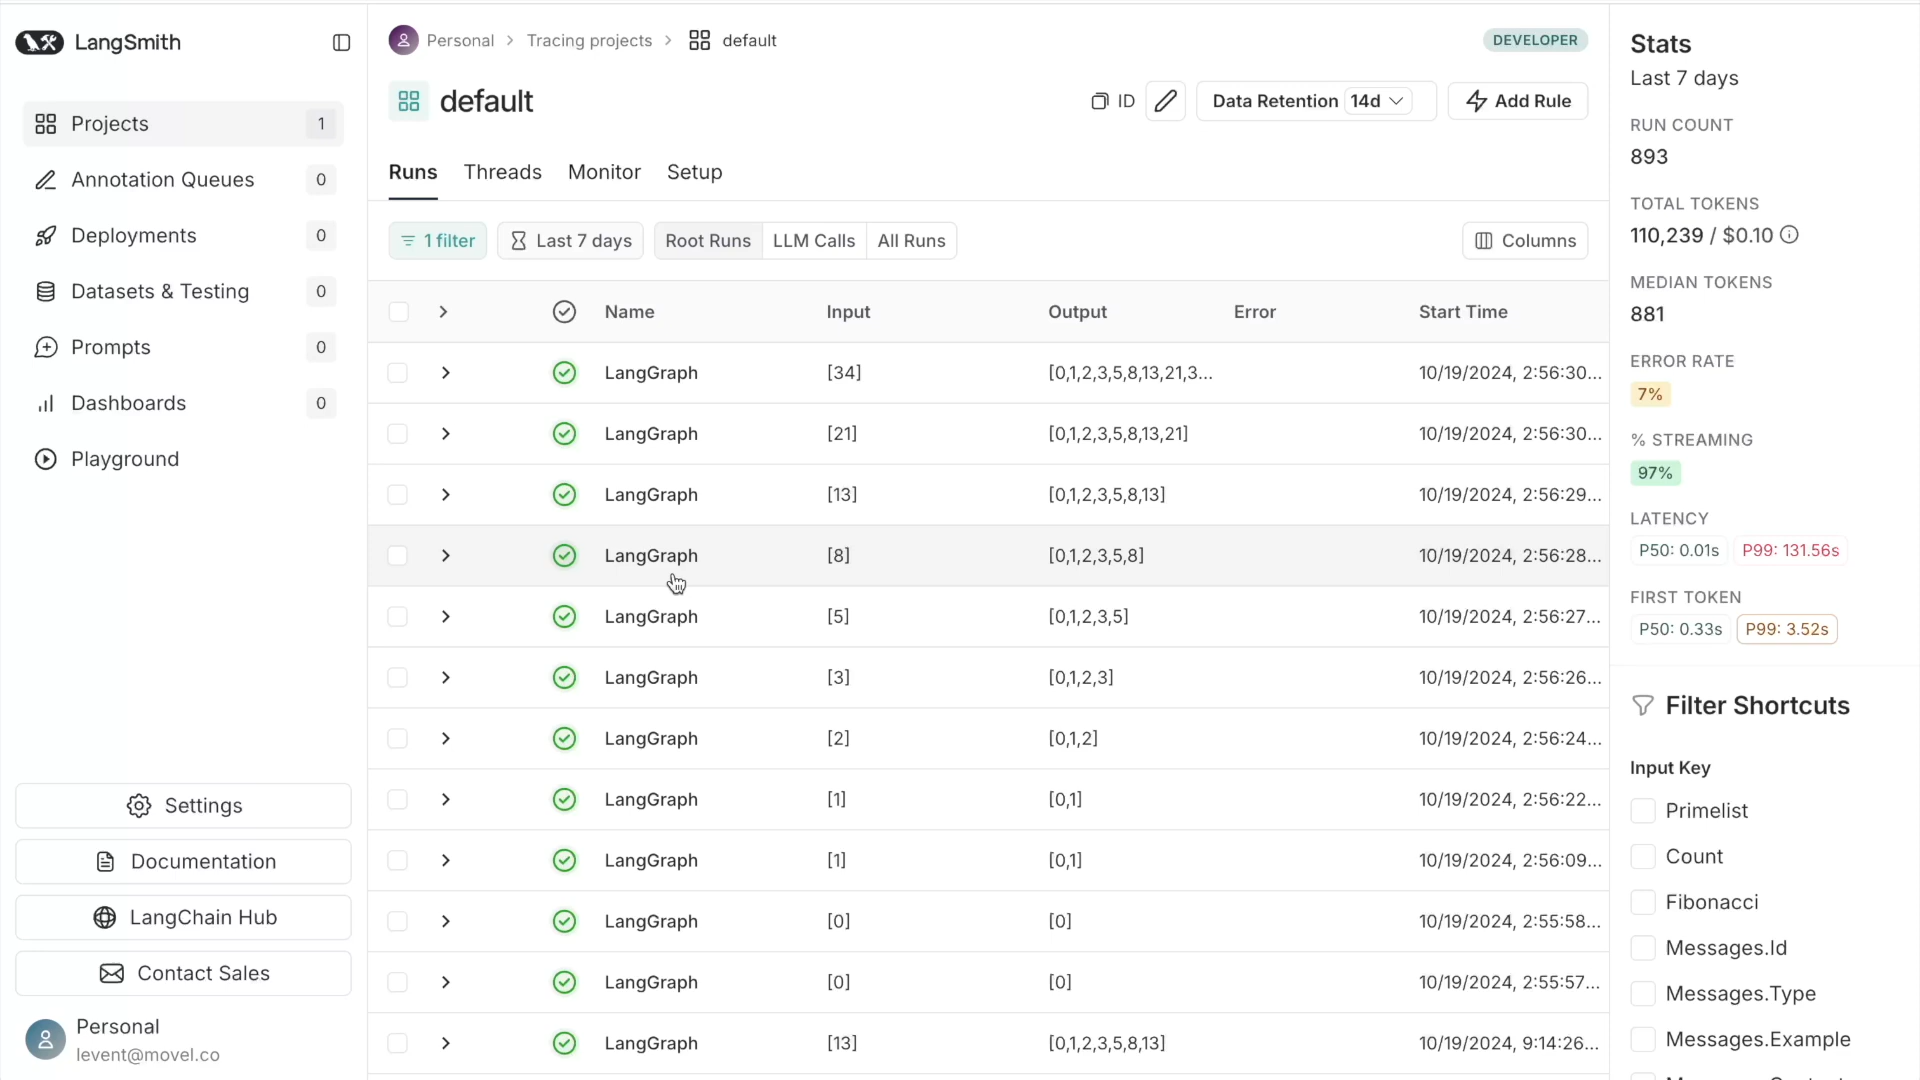 LangSmith
Projects 1
Annotation Queues 0
Deployments 0
Datasets & Testing 0
Prompts 0
Dashboards 0
Playground
Settings
Documentation
LangChain Hub
Contact Sales
Personal
levent@movel.co
Personal > Tracing projects > default
DEVELOPER
default
ID
Data Retention 14d
Add Rule
Runs Threads Monitor Setup
1 filter Last 7 days Root Runs LLM Calls All Runs Columns
Name Input Output Error Start Time
LangGraph [34] [0,1,2,3,5,8,13,21,3... 10/19/2024, 2:56:30...
LangGraph [21] [0,1,2,3,5,8,13,21] 10/19/2024, 2:56:30...
LangGraph [13] [0,1,2,3,5,8,13] 10/19/2024, 2:56:29...
LangGraph [8] [0,1,2,3,5,8] 10/19/2024, 2:56:28...
LangGraph [5] [0,1,2,3,5] 10/19/2024, 2:56:27...
LangGraph [3] [0,1,2,3] 10/19/2024, 2:56:26...
LangGraph [2] [0,1,2] 10/19/2024, 2:56:24...
LangGraph [1] [0,1] 10/19/2024, 2:56:22...
LangGraph [1] [0,1] 10/19/2024, 2:56:09...
LangGraph [0] [0] 10/19/2024, 2:55:58...
LangGraph [0] [0] 10/19/2024, 2:55:57...
LangGraph [13] [0,1,2,3,5,8,13] 10/19/2024, 9:14:26...
Stats
Last 7 days
RUN COUNT
893
TOTAL TOKENS
110,239 / $0.10
MEDIAN TOKENS
881
ERROR RATE
7%
% STREAMING
97%
LATENCY
P50: 0.01s P99: 131.56s
FIRST TOKEN
P50: 0.33s P99: 3.52s
Filter Shortcuts
Input Key
Primelist
Count
Fibonacci
Messages.Id
Messages.Type
Messages.Example